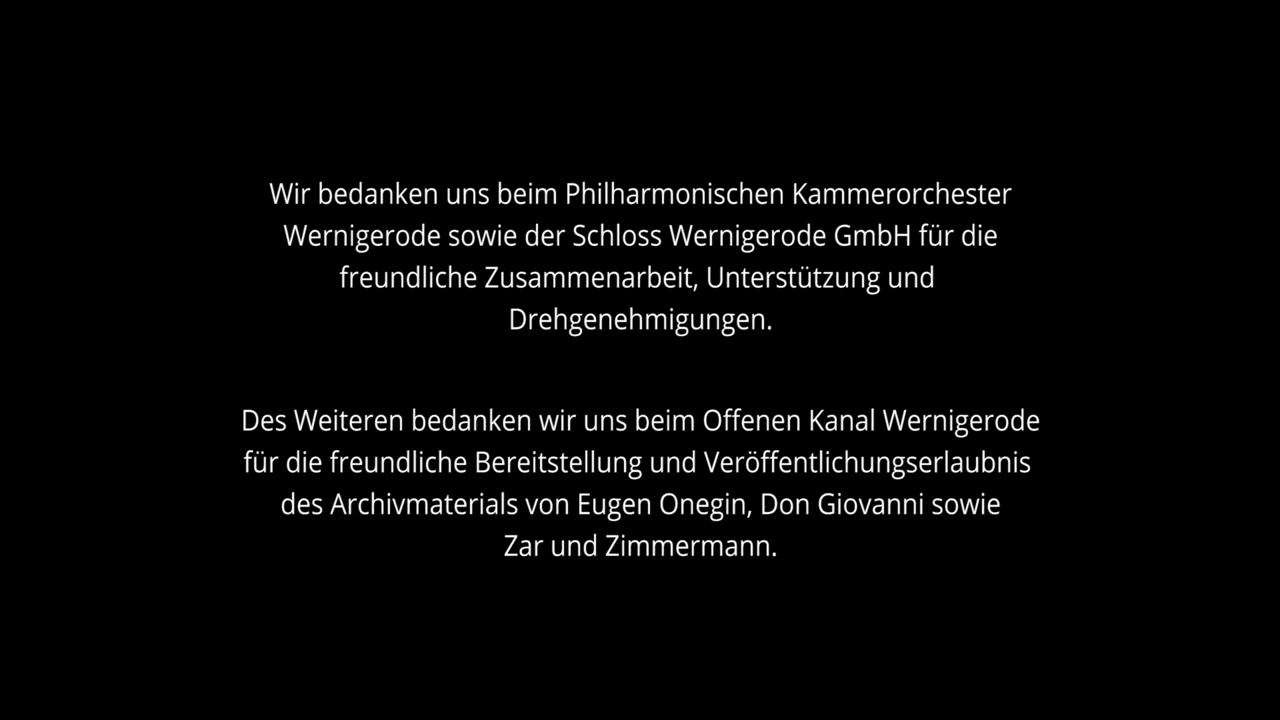 Wir bedanken uns beim Philharmonischen Kammerorchester
Wernigerode sowie der Schloss Wernigerode GmbH für die
freundliche Zusammenarbeit, Unterstützung und
Drehgenehmigungen.
Des Weiteren bedanken wir uns beim Offenen Kanal Wernigerode
für die freundliche Bereitstellung und Veröffentlichungserlaubnis
des Archivmaterials von Eugen Onegin, Don Giovanni sowie
Zar und Zimmermann.